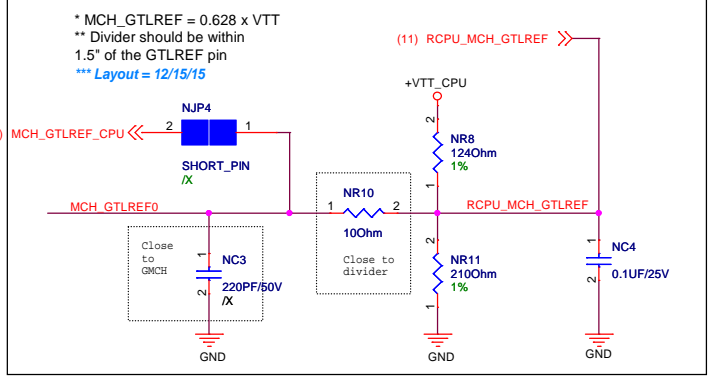 * MCH_GTLREF = 0.628 x VTT
** Divider should be within
1.5" of the GTLREF pin
*** Layout = 12/15/15
(11) RCPU_MCH_GTLREF
+VTT_CPU
NJP4
) MCH_GTLREF_CPU
2
1
SHORT_PIN
/X
2
NR8
124Ohm
1%
1
MCH_GTLREF0
NR10
1
2
10Ohm
Close to
divider
RCPU_MCH_GTLREF
Close
to
GMCH
1
NC3
220PF/50V
2
/X
2
NR11
210Ohm
1%
1
1
NC4
0.1UF/25V
2
GND
GND
GND